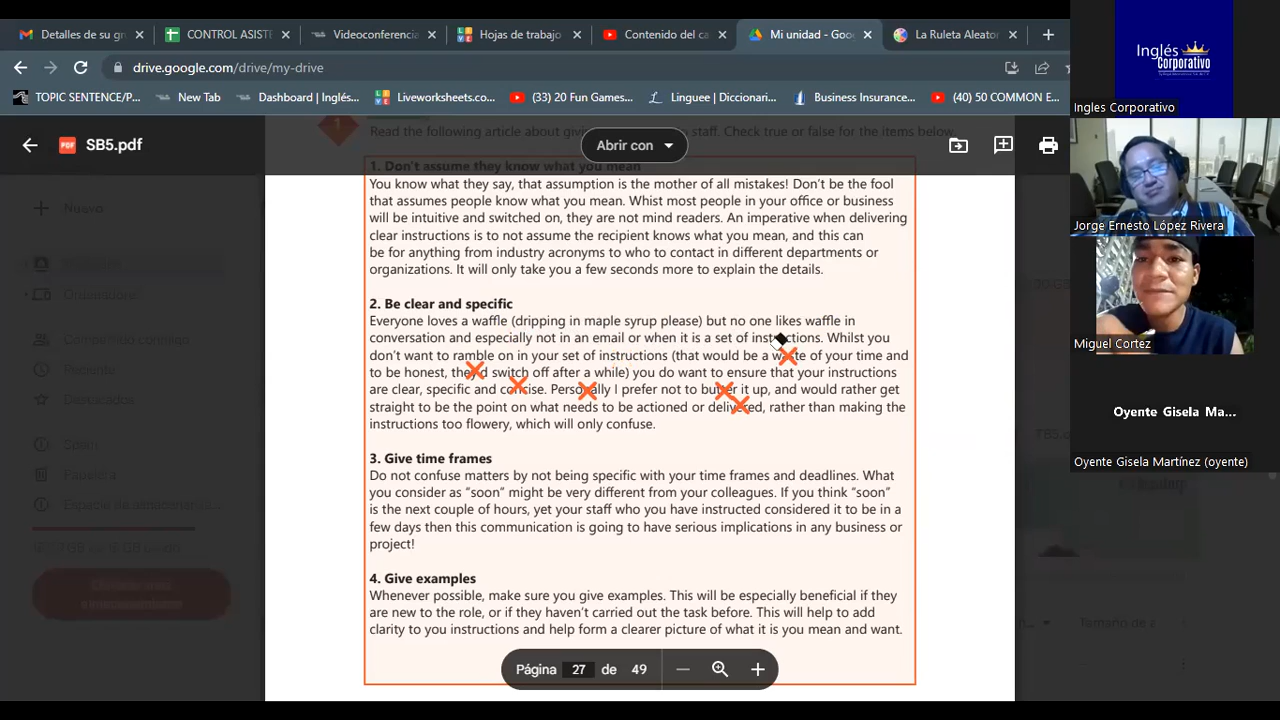 Detalles de su gr
CONTROL ASIST
Videoconferencia
Hojas de trabajo
Contenido del ca
Mi unidad - Goo
La Ruleta Aleator
drive.google.com/drive/my-drive
TOPIC SENTENCE/P...
New Tab
Dashboard | Inglés...
Liveworksheets.co...
(33) 20 Fun Games...
Linguee | Diccionari...
Business Insurance...
(40) 50 COMMON E...
SB5.pdf
Abrir con
Read the following article about giving to staff. Check true or false for the items below.
1. Don't assume they know what you mean
You know what they say, that assumption is the mother of all mistakes! Don't be the fool
that assumes people know what you mean. Whist most people in your office or business
will be intuitive and switched on, they are not mind readers. An imperative when delivering
clear instructions is to not assume the recipient knows what you mean, and this can
be for anything from industry acronyms to who to contact in different departments or
organizations. It will only take you a few seconds more to explain the details.
2. Be clear and specific
Everyone loves a waffle (dripping in maple syrup please) but no one likes waffle in
conversation and especially not in an email or when it is a set of instructions. Whilst you
don't want to ramble on in your set of instructions (that would be a waste of your time and
to be honest, they'd switch off after a while) you do want to ensure that your instructions
are clear, specific and concise. Personally I prefer not to butter it up, and would rather get
straight to be the point on what needs to be actioned or delivered, rather than making the
instructions too flowery, which will only confuse.
3. Give time frames
Do not confuse matters by not being specific with your time frames and deadlines. What
you consider as "soon" might be very different from your colleagues. If you think "soon"
is the next couple of hours, yet your staff who you have instructed considered it to be in a
few days then this communication is going to have serious implications in any business or
project!
4. Give examples
Whenever possible, make sure you give examples. This will be especially beneficial if they
are new to the role, or if they haven't carried out the task before. This will help to add
clarity to you instructions and help form a clearer picture of what it is you mean and want.
Página 27 de 49
Nuevo
Ordenadores
Reciente
Destacados
Spam
Papelera
Tamaño de a
Inglés
Corporativo
Ingles Corporativo
Jorge Ernesto López Rivera
Miguel Cortez
Oyente Gisela Ma...
Oyente Gisela Martínez (oyente)